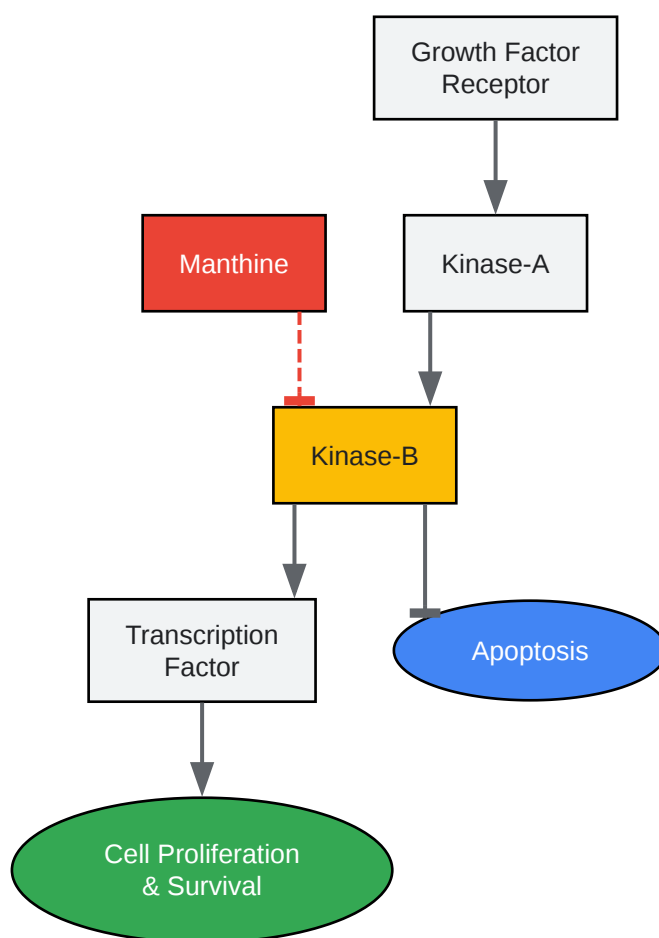 Growth Factor
Receptor
Manthine
Kinase-A
Kinase-B
Transcription
Factor
Apoptosis
Cell Proliferation
& Survival